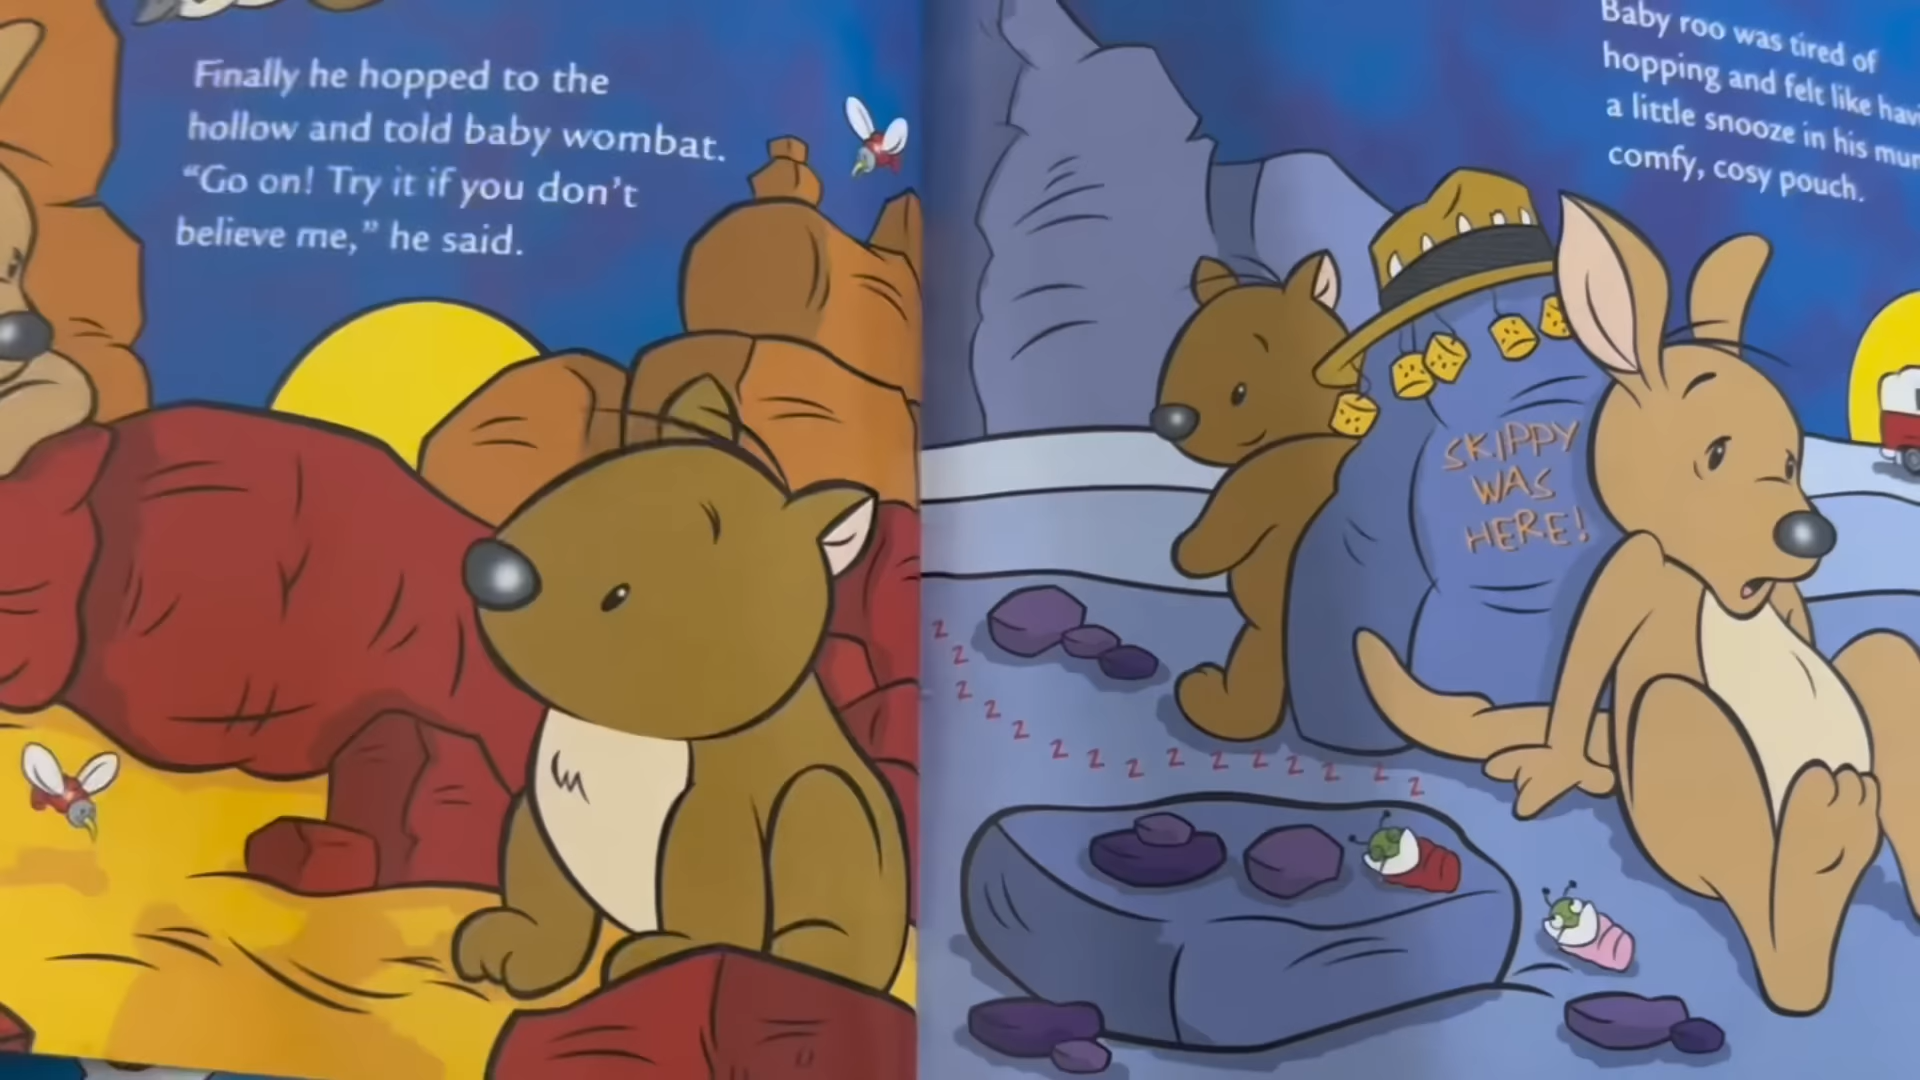 Finally he hopped to the
hollow and told baby wombat.
“Go on! Try it if you don’t
believe me,” he said.
Baby roo was tired of
hopping and felt like
a little snooze in his
comfy, cosy pouch.
SKIPPY
WAS
HERE!
z
z
z
z
z
z z z z z z z z z z